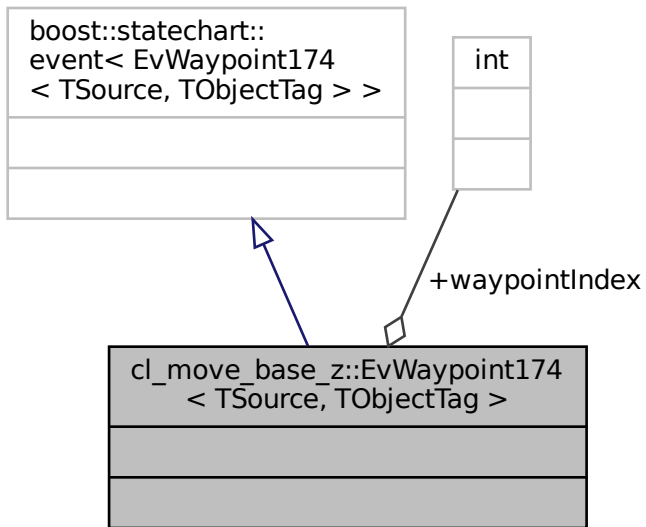 boost::statechart::
event< EvWaypoint174
< TSource, TObjectTag > >
int
+waypointIndex
cl_move_base_z::EvWaypoint174
< TSource, TObjectTag >